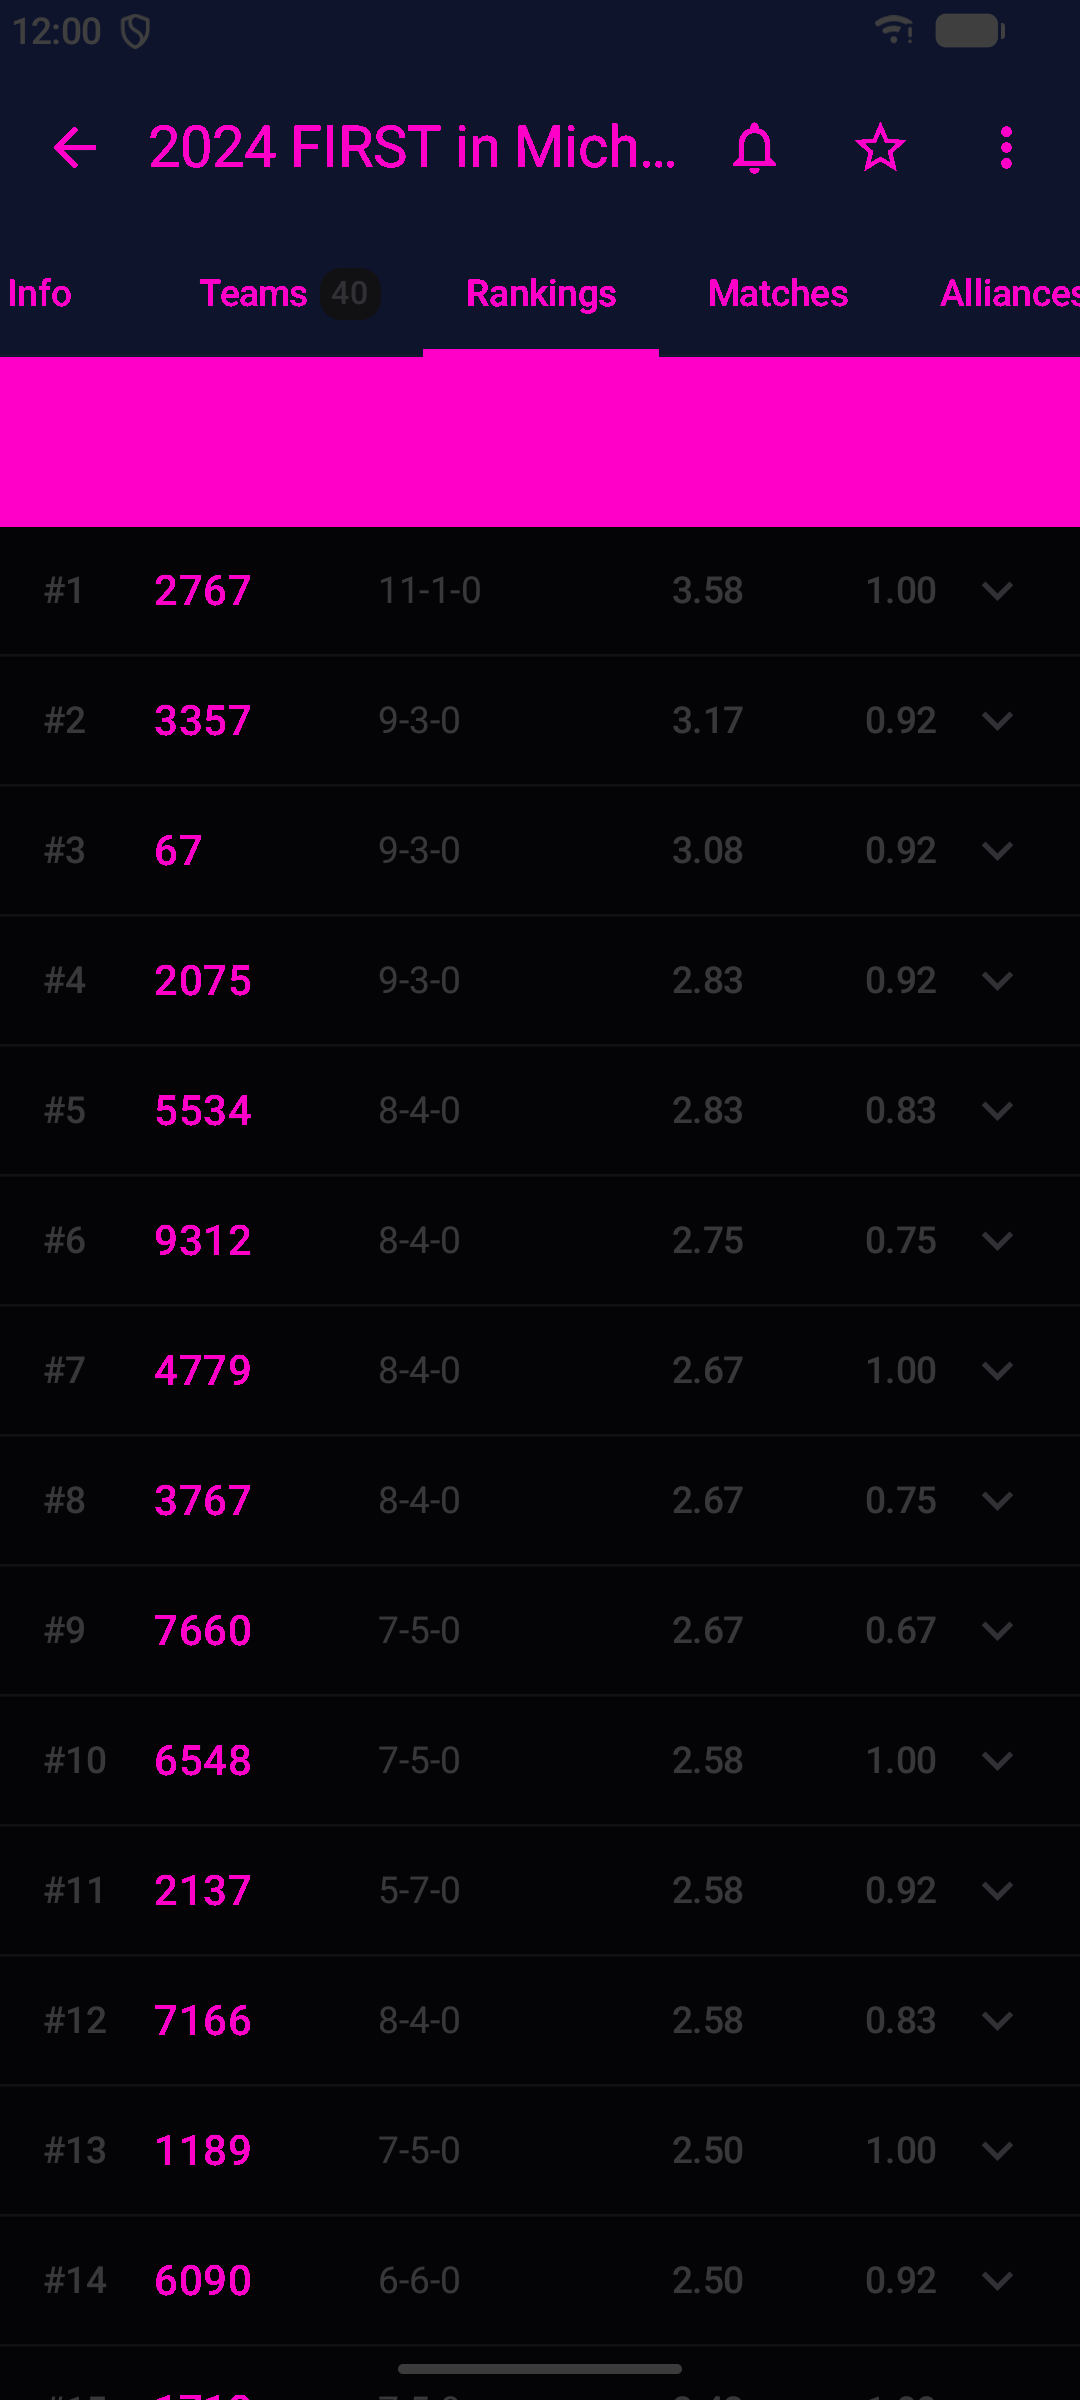 12:00
2024 FIRST in Mich...
Info Teams 40 Rankings Matches Alliances
#1 2767 11-1-0 3.58 1.00
#2 3357 9-3-0 3.17 0.92
#3 67 9-3-0 3.08 0.92
#4 2075 9-3-0 2.83 0.92
#5 5534 8-4-0 2.83 0.83
#6 9312 8-4-0 2.75 0.75
#7 4779 8-4-0 2.67 1.00
#8 3767 8-4-0 2.67 0.75
#9 7660 7-5-0 2.67 0.67
#10 6548 7-5-0 2.58 1.00
#11 2137 5-7-0 2.58 0.92
#12 7166 8-4-0 2.58 0.83
#13 1189 7-5-0 2.50 1.00
#14 6090 6-6-0 2.50 0.92